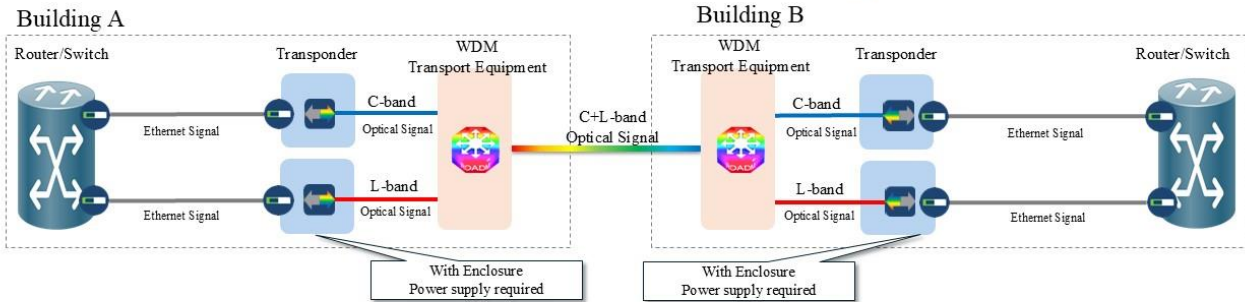 Building A
Building B
Router/Switch
Transponder
WDM
Transport Equipment
WDM
Transport Equipment
Transponder
Router/Switch
C-band
C+L-band
Optical Signal
C-band
Ethernet Signal
Optical Signal
Optical Signal
Ethernet Signal
L-band
L-band
Ethernet Signal
Optical Signal
Optical Signal
Ethernet Signal
With Enclosure
Power supply required
With Enclosure
Power supply required